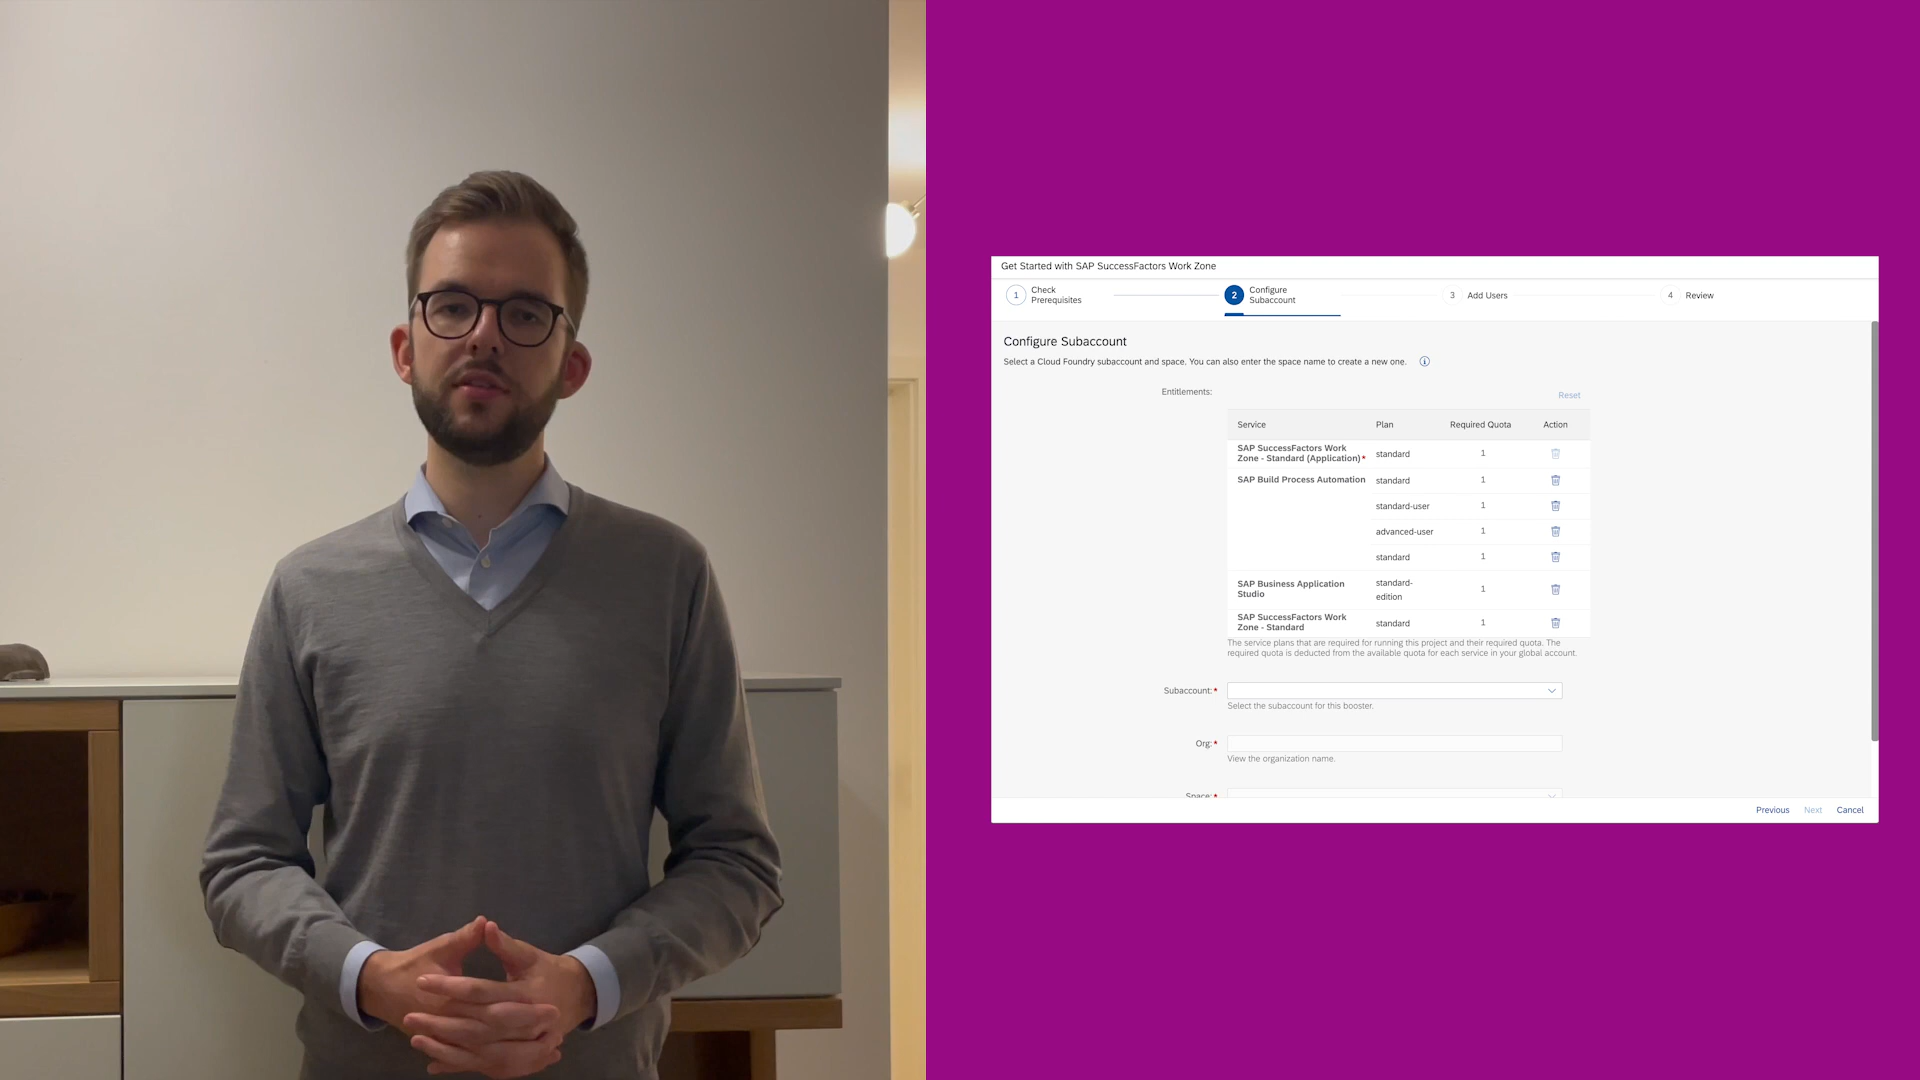 Get Started with SAP SuccessFactors Work Zone
1 Check
Prerequisites
2 Configure
Subaccount
3 Add Users
4 Review
Configure Subaccount
Select a Cloud Foundry subaccount and space. You can also enter the space name to create a new one.
Entitlements:
Reset
Service Plan Required Quota Action
SAP SuccessFactors Work
Zone - Standard (Application)* standard 1
SAP Build Process Automation standard 1
standard-user 1
advanced-user 1
standard 1
SAP Business Application
Studio
standard-
edition
1
SAP SuccessFactors Work
Zone - Standard standard 1
The service plans that are required for running this project and their required quota. The
required quota is deducted from the available quota for each service in your global account.
Subaccount:*
Select the subaccount for this booster.
Org:*
View the organization name.
Space:*
Previous Next Cancel